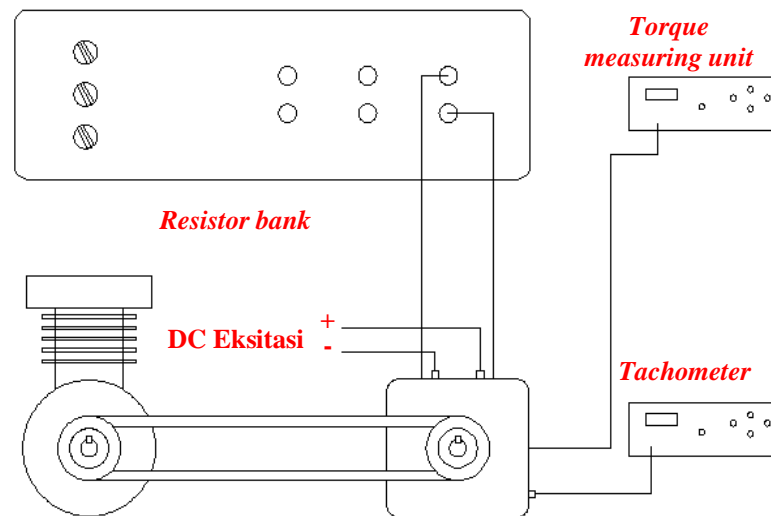 Torque
measuring unit
Resistor bank
DC Eksitasi +
-
Tachometer